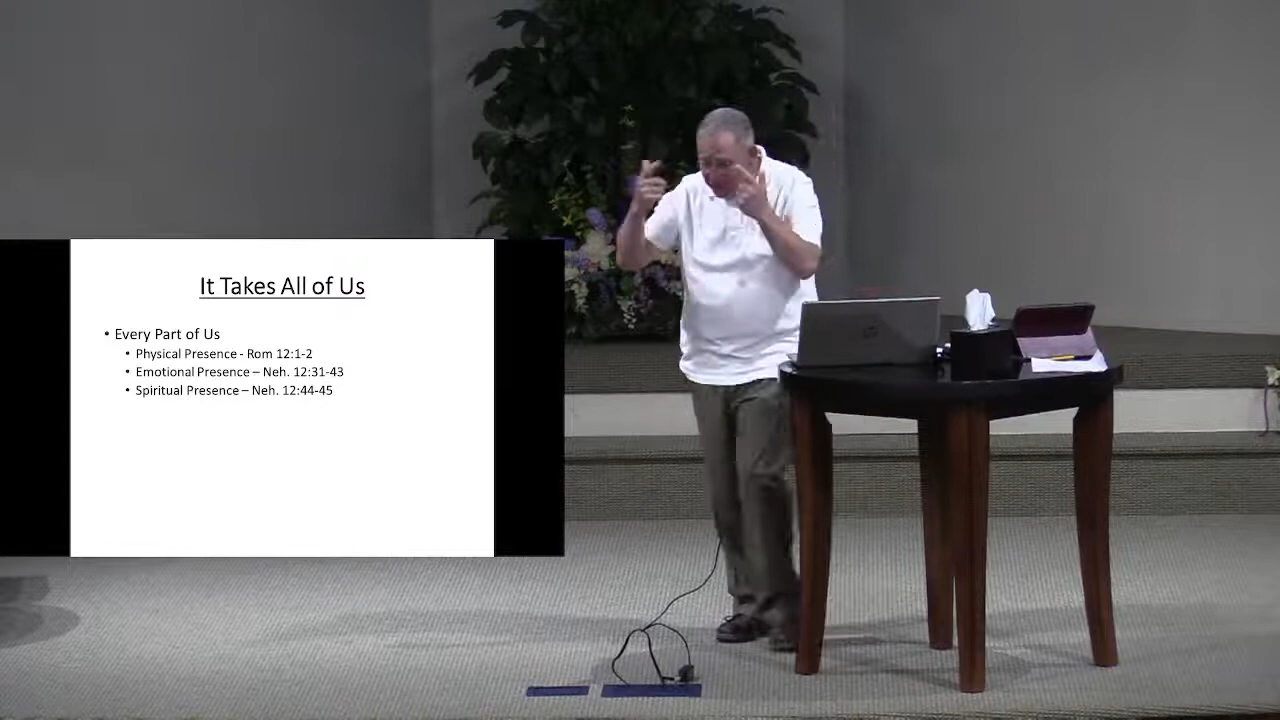 It Takes All of Us
• Every Part of Us
• Physical Presence - Rom 12:1-2
• Emotional Presence – Neh. 12:31-43
• Spiritual Presence – Neh. 12:44-45